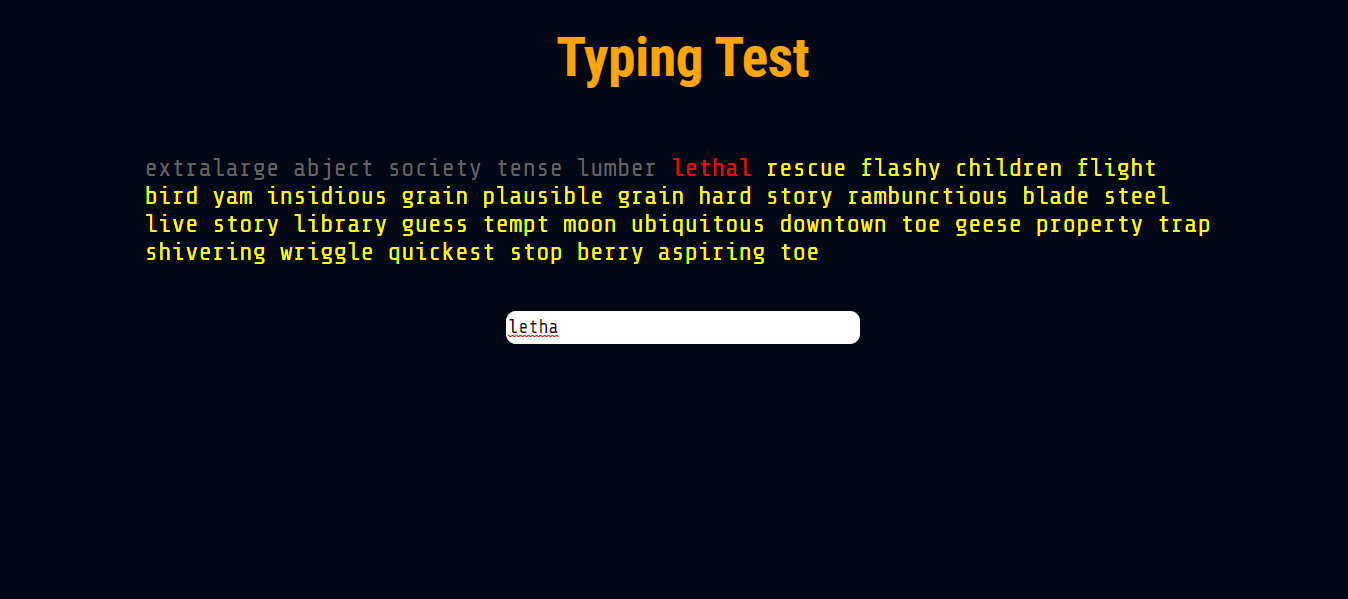 Typing Test
extralarge abject society tense lumber lethal rescue flashy children flight
bird yam insidious grain plausible grain hard story rambunctious blade steel
live story library guess tempt moon ubiquitous downtown toe geese property trap
shivering wriggle quickest stop berry aspiring toe
letha